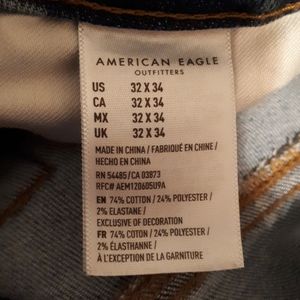 AMERICAN EAGLE
OUTFITTERS
US 32 X 34
CA 32 X 34
MX 32 X 34
UK 32 X 34
MADE IN CHINA / FABRIQUÉ EN CHINE /
HECHO EN CHINA
RN 54485/CA 03873
RFC# AEM120605U9A
EN 74% COTTON / 24% POLYESTER /
2% ELASTANE /
EXCLUSIVE OF DECORATION
FR 74% COTON / 24% POLYESTER /
2% ÉLASTHANNE /
À L'EXCEPTION DE LA GARNITURE